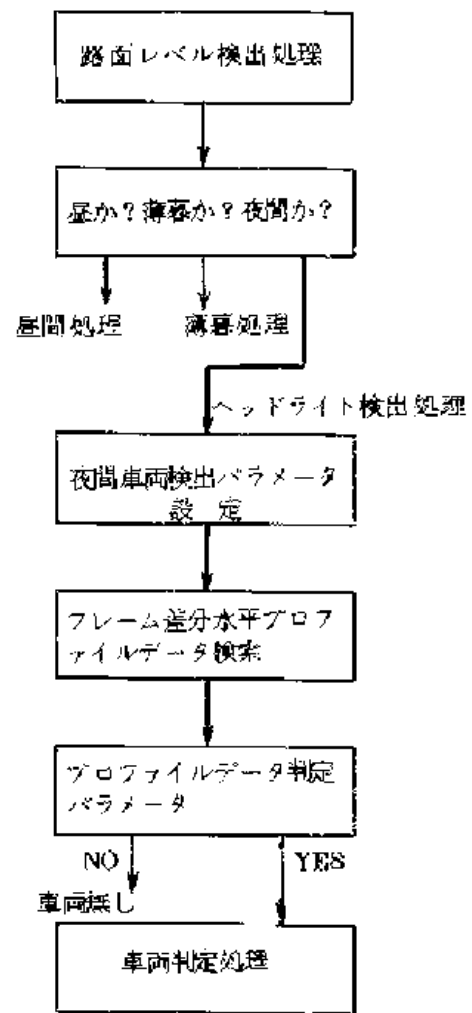 路面レベル検出処理
昼か?薄暮か?夜間か?
昼間処理
薄暮処理
ヘッドライト検出処理
夜間車両検出パラメータ
設 定
フレーム差分水平プロフ
ァイルデータ検索
プロファイルデータ判定
パラメータ
NO
YES
車両無し
車両判定処理